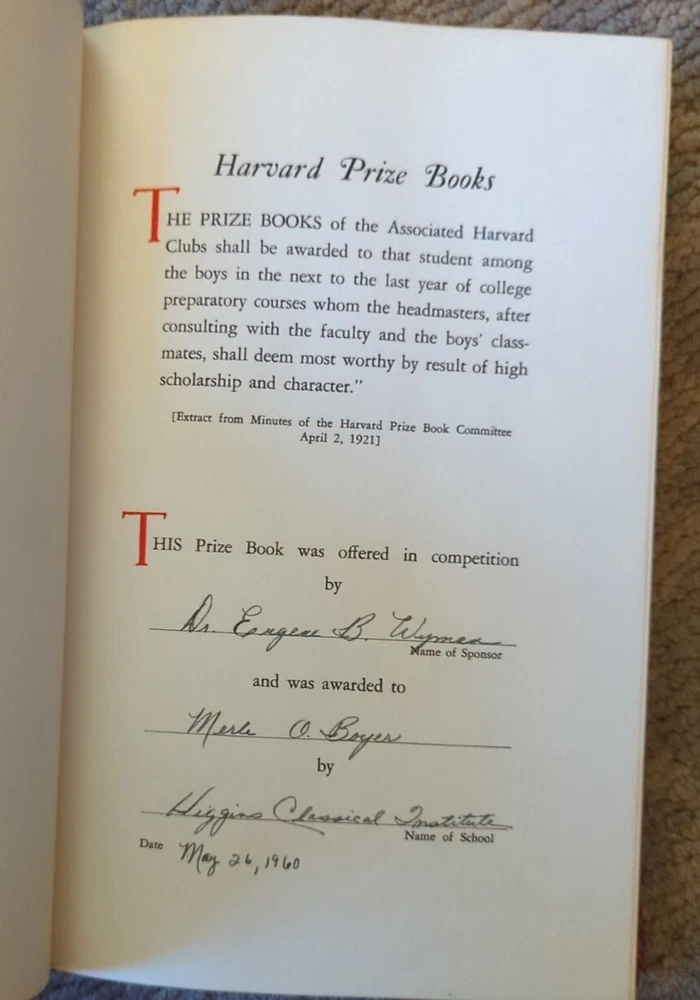 Harvard Prize Books
THE PRIZE BOOKS of the Associated Harvard
Clubs shall be awarded to that student among
the boys in the next to the last year of college
preparatory courses whom the headmasters, after
consulting with the faculty and the boys' class-
mates, shall deem most worthy by result of high
scholarship and character."
[Extract from Minutes of the Harvard Prize Book Committee
April 2, 1921]
THIS Prize Book was offered in competition
by
Dr. Eugene B. Wyman
Name of Sponsor
and was awarded to
Merle O. Boyer
by
Higgins Classical Institute
Name of School
Date May 26, 1960